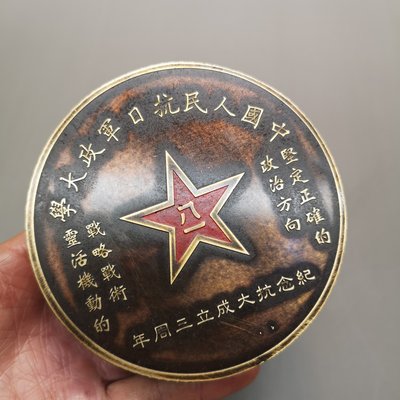 中國人民抗日軍政大學
堅定正確的
政治方向
靈活機動的
戰略戰術
八一
紀念抗大成立三周年